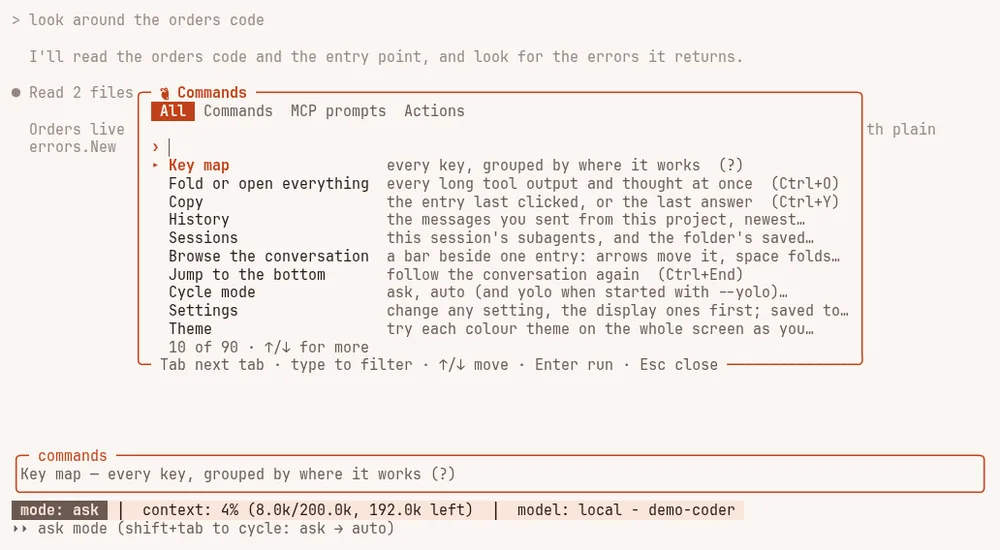 > look around the orders code
I'll read the orders code and the entry point, and look for the errors it returns.
● Read 2 files
Commands
All Commands MCP prompts Actions
Orders live
th plain
errors.New
›
▸ Key map every key, grouped by where it works (?)
Fold or open everything every long tool output and thought at once (Ctrl+O)
Copy the entry last clicked, or the last answer (Ctrl+Y)
History the messages you sent from this project, newest…
Sessions this session's subagents, and the folder's saved…
Browse the conversation a bar beside one entry: arrows move it, space folds…
Jump to the bottom follow the conversation again (Ctrl+End)
Cycle mode ask, auto (and yolo when started with --yolo)…
Settings change any setting, the display ones first; saved to…
Theme try each colour theme on the whole screen as you…
10 of 90 · ↑/↓ for more
Tab next tab · type to filter · ↑/↓ move · Enter run · Esc close
commands
Key map — every key, grouped by where it works (?)
mode: ask | context: 4% (8.0k/200.0k, 192.0k left) | model: local - demo-coder
▸▸ ask mode (shift+tab to cycle: ask → auto)